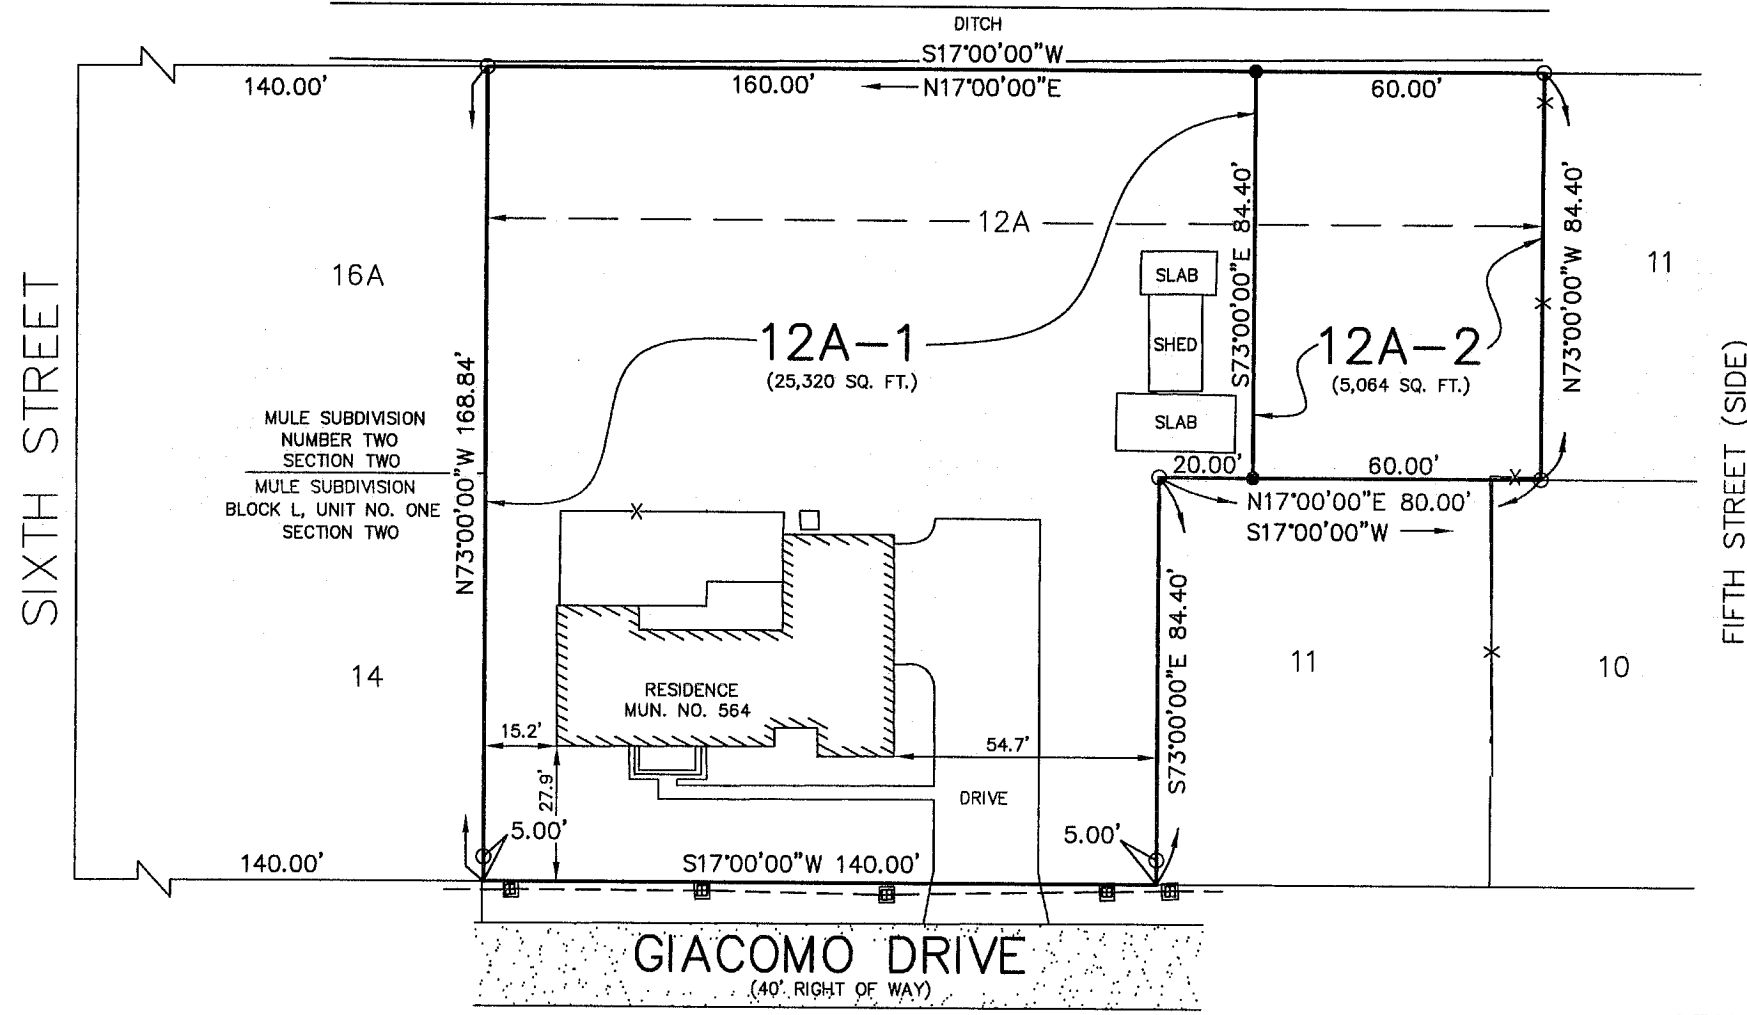 DITCH
S17°00'00"W
140.00'
160.00'
N17°00'00"E
60.00'
12A
16A
11
SLAB
SHED
SLAB
S73°00'00"E 84.40'
N73°00'00"W 84.40'
12A-1
(25,320 SQ. FT.)
12A-2
(5,064 SQ. FT.)
SIXTH STREET
FIFTH STREET (SIDE)
MULE SUBDIVISION
NUMBER TWO
SECTION TWO
MULE SUBDIVISION
BLOCK L, UNIT NO. ONE
SECTION TWO
N73°00'00"W 168.84'
20.00'
60.00'
N17°00'00"E 80.00'
S17°00'00"W
S73°00'00"E 84.40'
14
RESIDENCE
MUN. NO. 564
11
10
15.2'
54.7'
27.9'
DRIVE
5.00'
5.00'
140.00'
S17°00'00"W 140.00'
GIACOMO DRIVE
(40' RIGHT OF WAY)